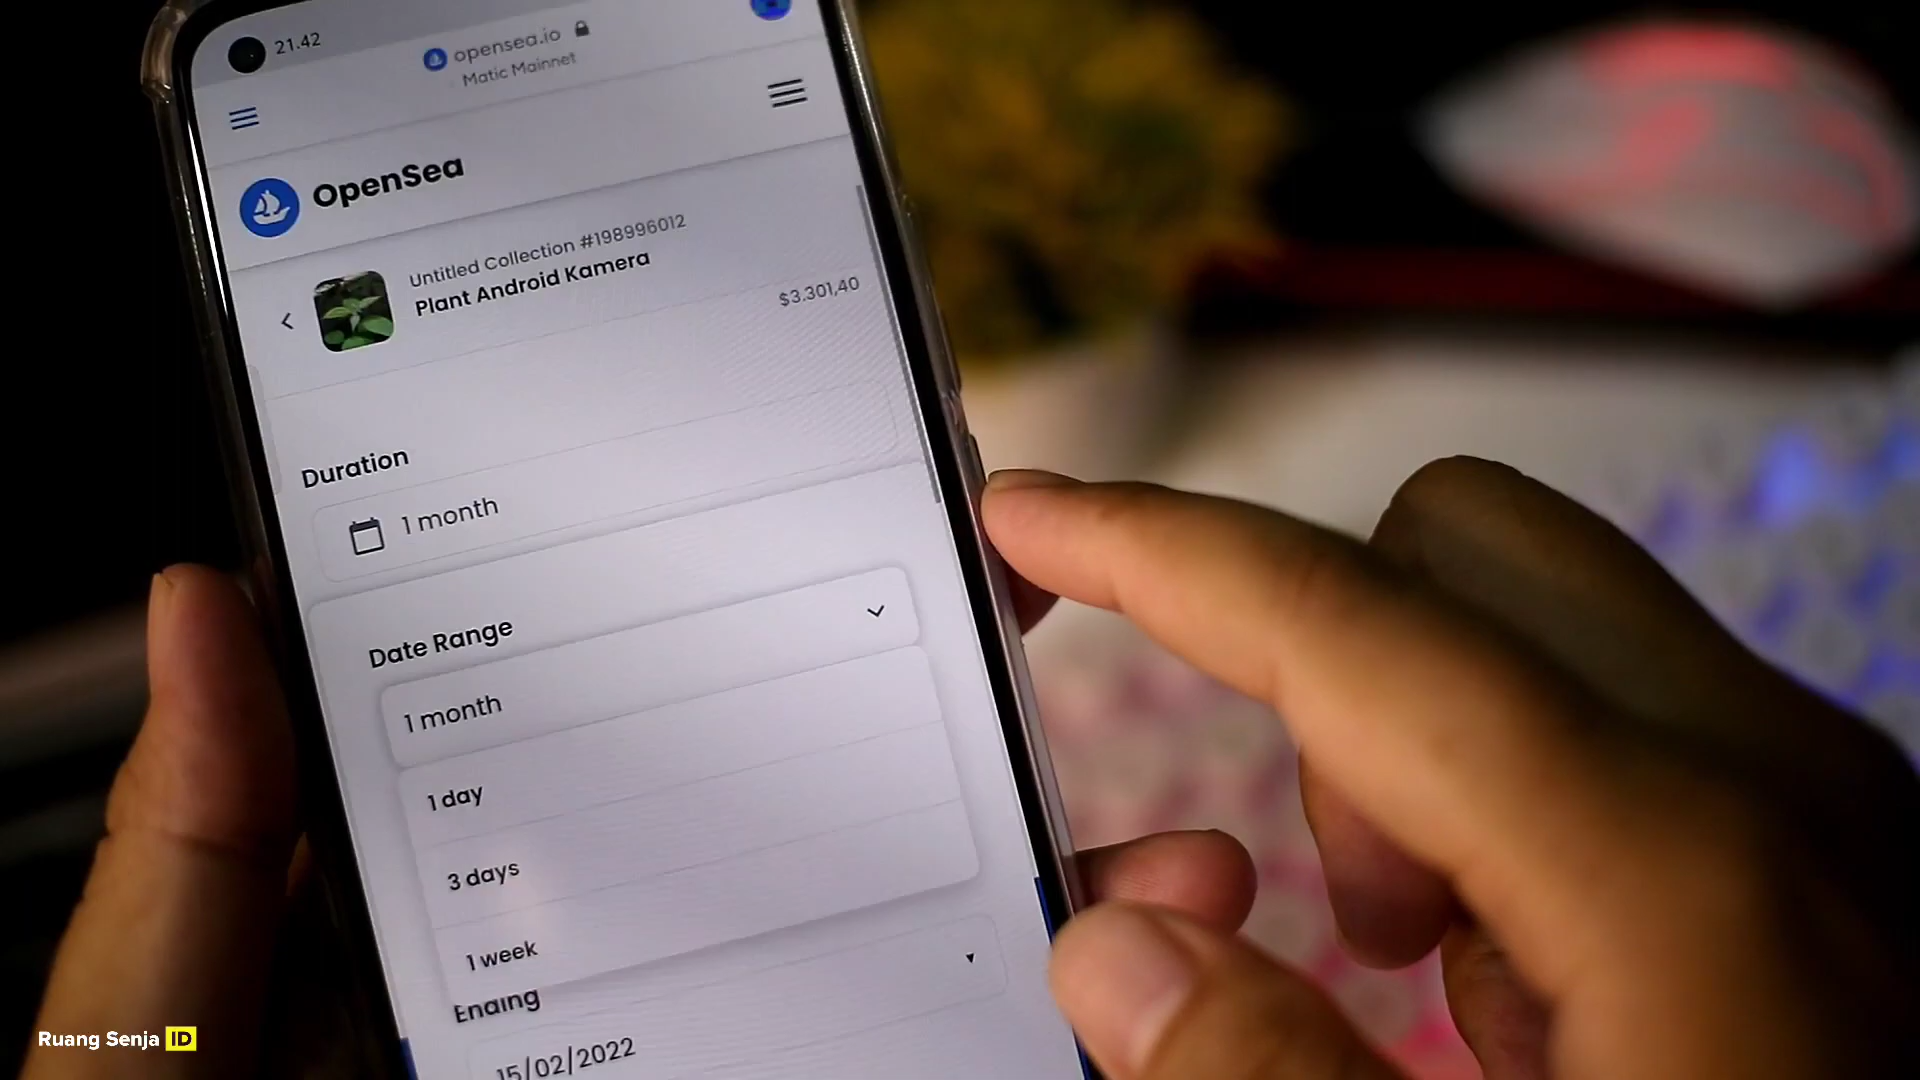 21.42
opensea.io
Matic Mainnet
OpenSea
Untitled Collection #198996012
Plant Android Kamera
$3.301,40
Duration
1 month
Date Range
1 month
1 day
3 days
1 week
Ending
15/02/2022
Ruang Senja ID